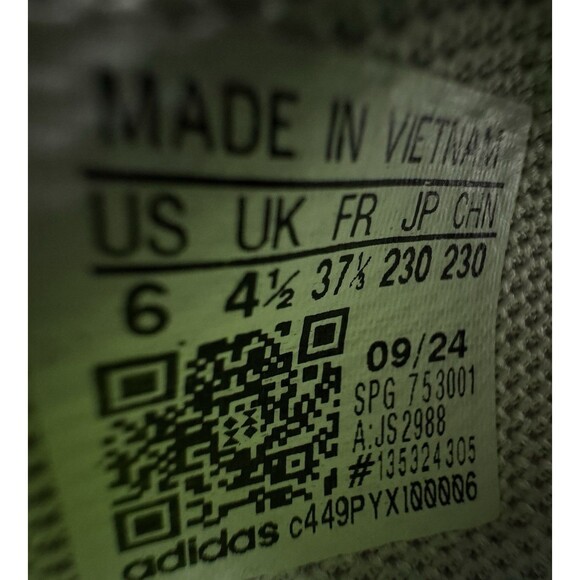 MADE IN VIETNAM
US UK FR JP CHN
6 4½ 37⅓ 230 230
09/24
SPG 753001
A:JS2988
#135324305
adidas c449PYX100006